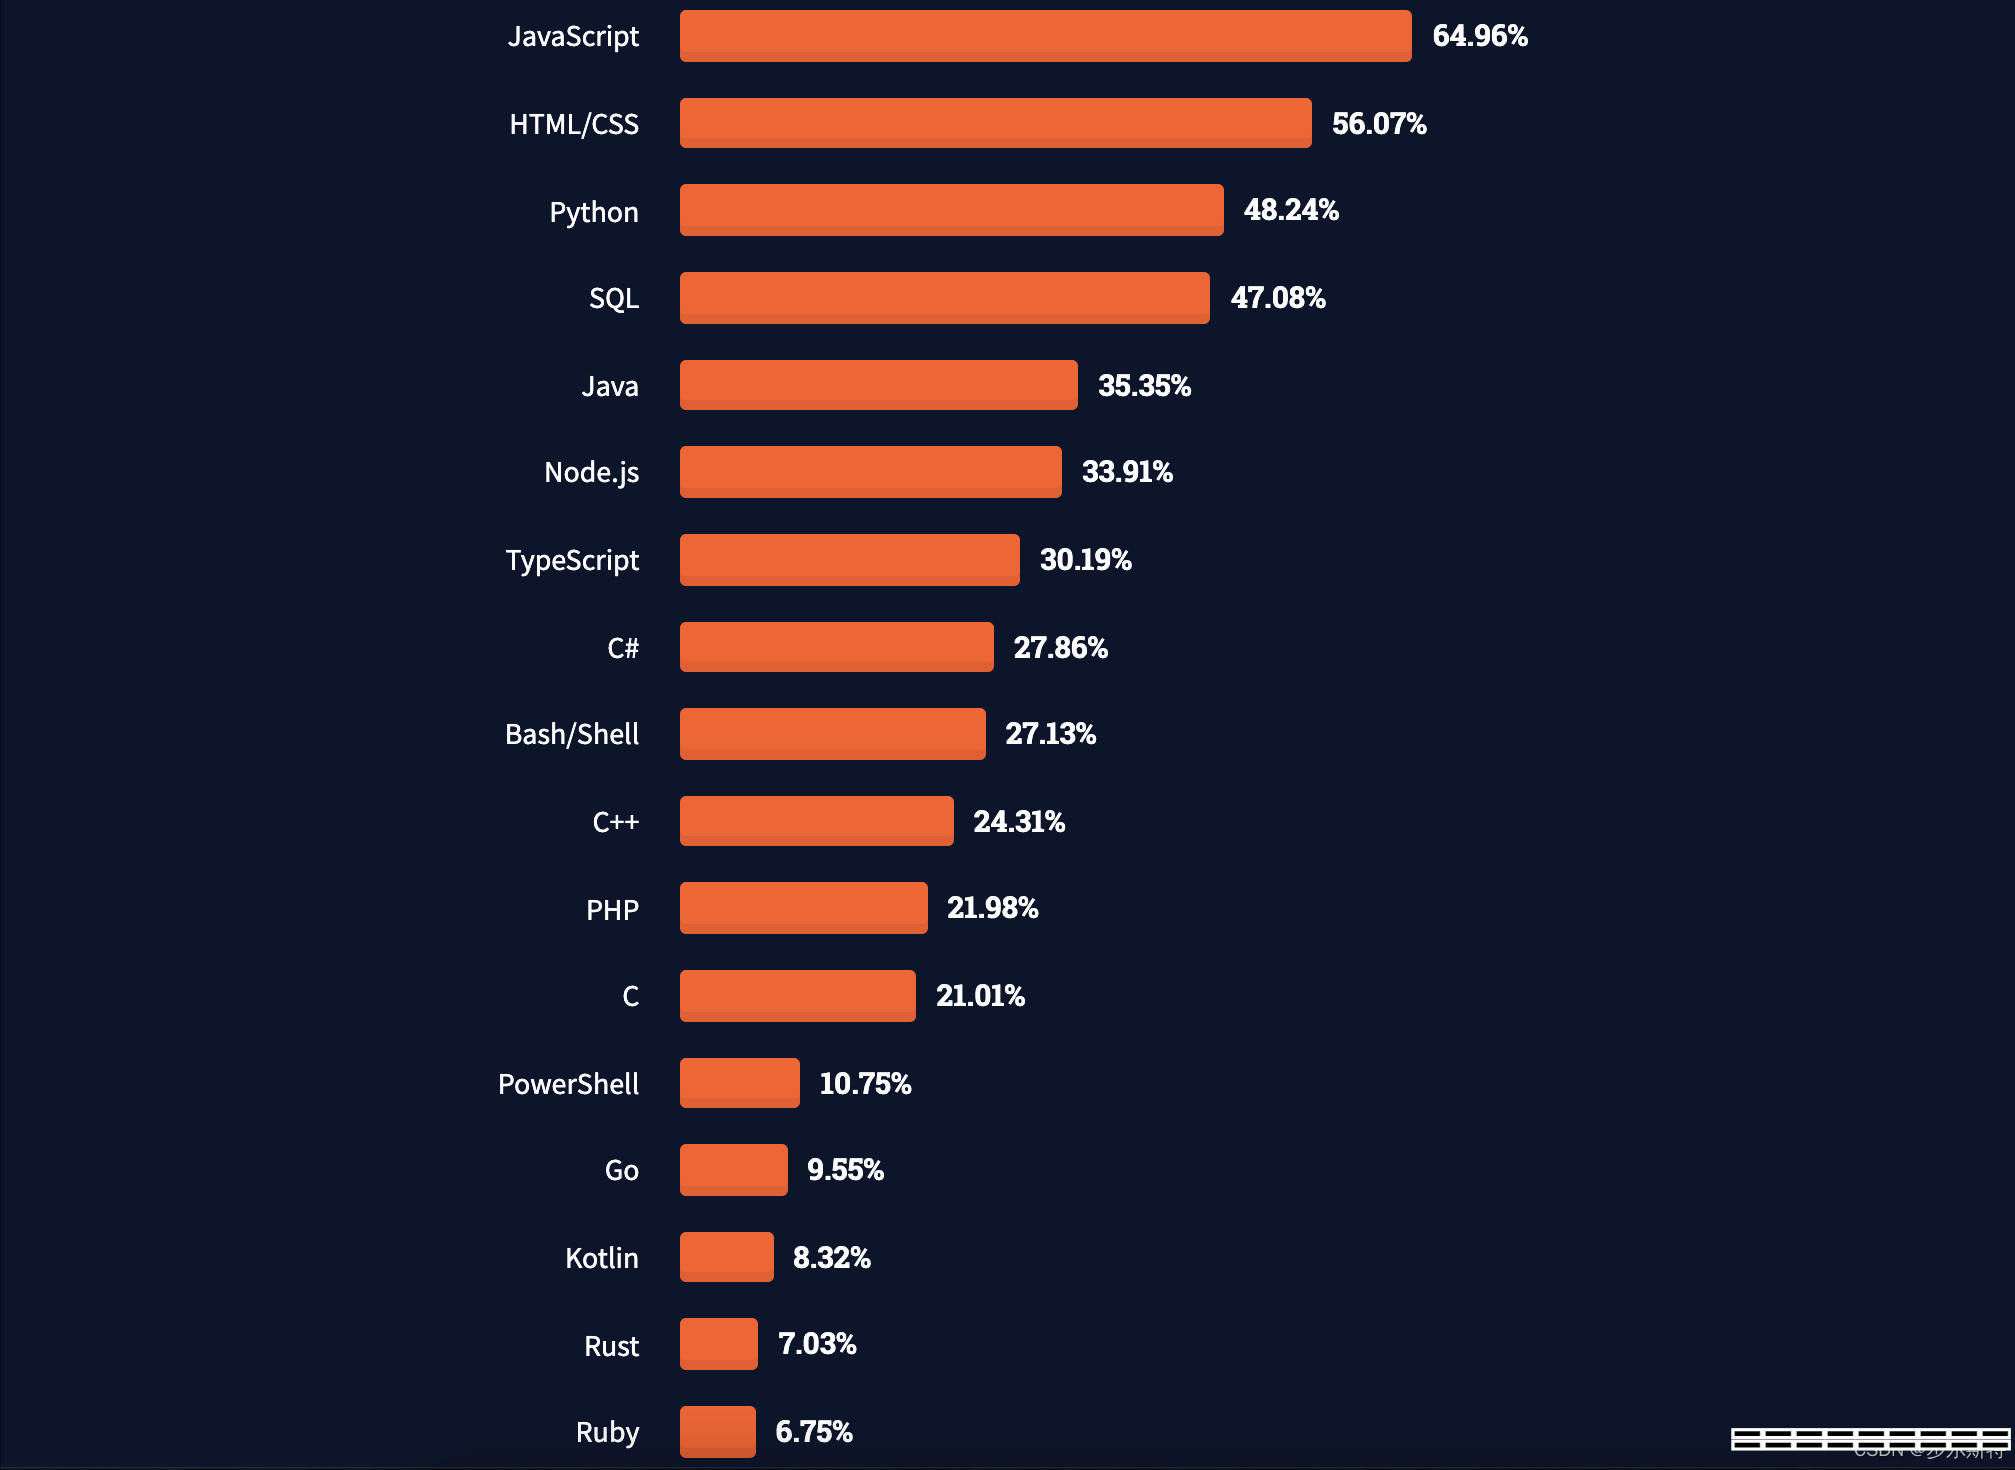 JavaScript 64.96%
HTML/CSS 56.07%
Python 48.24%
SQL 47.08%
Java 35.35%
Node.js 33.91%
TypeScript 30.19%
C# 27.86%
Bash/Shell 27.13%
C++ 24.31%
PHP 21.98%
C 21.01%
PowerShell 10.75%
Go 9.55%
Kotlin 8.32%
Rust 7.03%
Ruby 6.75%
CSDN